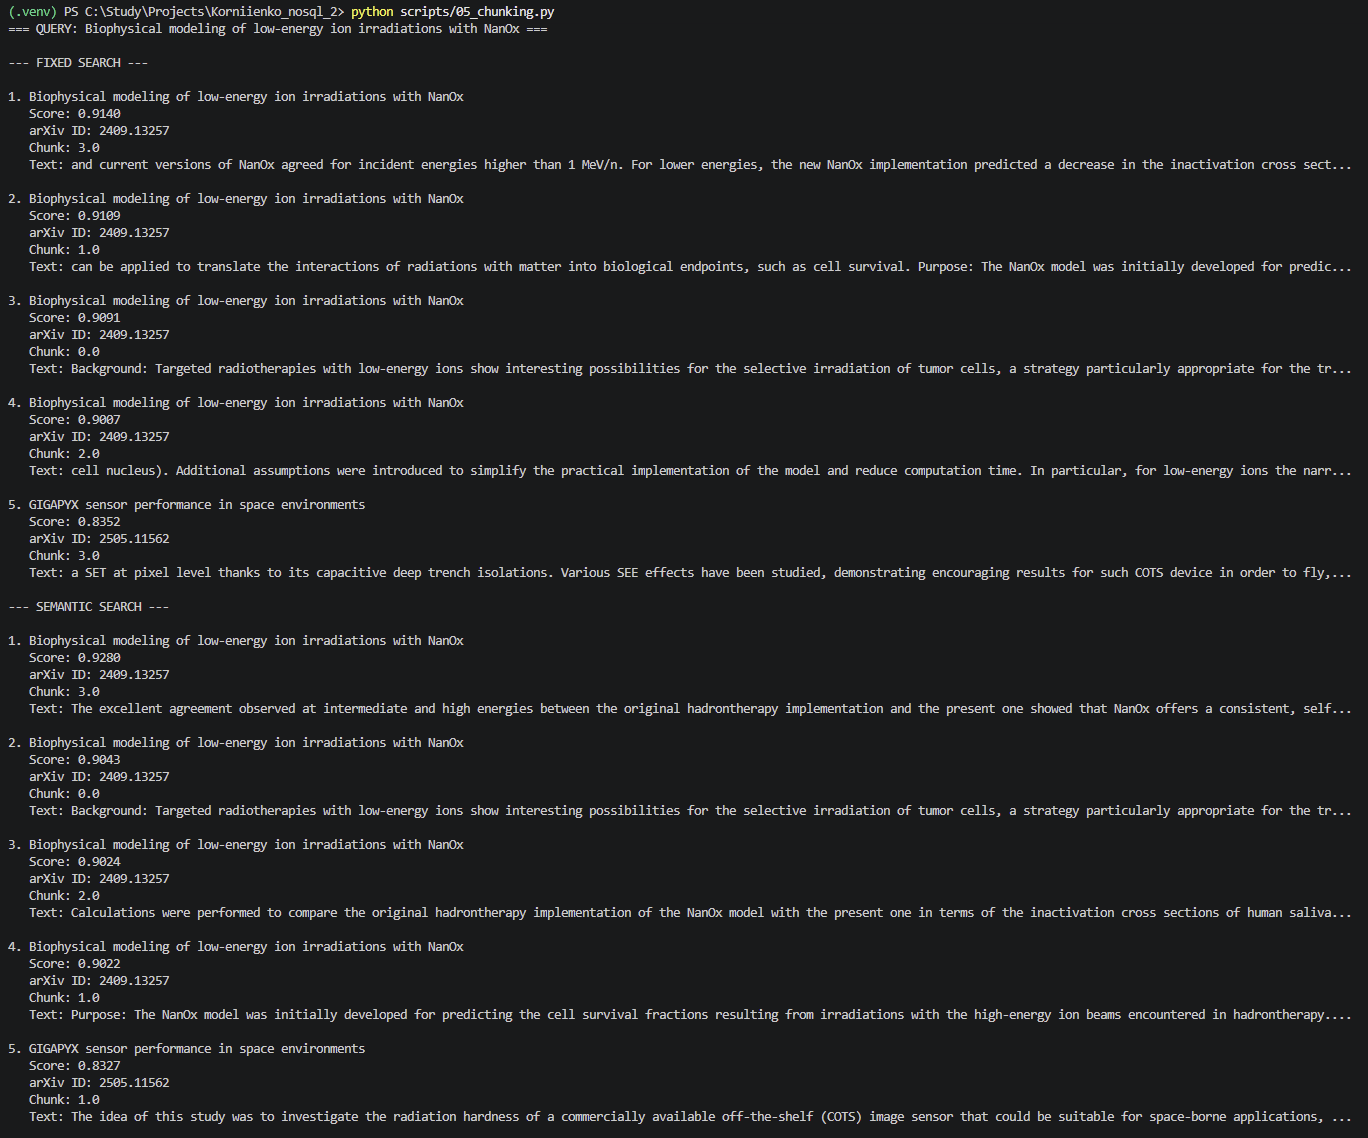 (.venv) PS C:\Study\Projects\Korniienko_nosql_2> python scripts/05_chunking.py
=== QUERY: Biophysical modeling of low-energy ion irradiations with NanOx ===
--- FIXED SEARCH ---
1. Biophysical modeling of low-energy ion irradiations with NanOx
Score: 0.9140
arXiv ID: 2409.13257
Chunk: 3.0
Text: and current versions of NanOx agreed for incident energies higher than 1 MeV/n. For lower energies, the new NanOx implementation predicted a decrease in the inactivation cross sect...
2. Biophysical modeling of low-energy ion irradiations with NanOx
Score: 0.9109
arXiv ID: 2409.13257
Chunk: 1.0
Text: can be applied to translate the interactions of radiations with matter into biological endpoints, such as cell survival. Purpose: The NanOx model was initially developed for predic...
3. Biophysical modeling of low-energy ion irradiations with NanOx
Score: 0.9091
arXiv ID: 2409.13257
Chunk: 0.0
Text: Background: Targeted radiotherapies with low-energy ions show interesting possibilities for the selective irradiation of tumor cells, a strategy particularly appropriate for the tr...
4. Biophysical modeling of low-energy ion irradiations with NanOx
Score: 0.9007
arXiv ID: 2409.13257
Chunk: 2.0
Text: cell nucleus). Additional assumptions were introduced to simplify the practical implementation of the model and reduce computation time. In particular, for low-energy ions the narr...
5. GIGAPYX sensor performance in space environments
Score: 0.8352
arXiv ID: 2505.11562
Chunk: 3.0
Text: a SET at pixel level thanks to its capacitive deep trench isolations. Various SEE effects have been studied, demonstrating encouraging results for such COTS device in order to fly,...
--- SEMANTIC SEARCH ---
1. Biophysical modeling of low-energy ion irradiations with NanOx
Score: 0.9280
arXiv ID: 2409.13257
Chunk: 3.0
Text: The excellent agreement observed at intermediate and high energies between the original hadrontherapy implementation and the present one showed that NanOx offers a consistent, self...
2. Biophysical modeling of low-energy ion irradiations with NanOx
Score: 0.9043
arXiv ID: 2409.13257
Chunk: 0.0
Text: Background: Targeted radiotherapies with low-energy ions show interesting possibilities for the selective irradiation of tumor cells, a strategy particularly appropriate for the tr...
3. Biophysical modeling of low-energy ion irradiations with NanOx
Score: 0.9024
arXiv ID: 2409.13257
Chunk: 2.0
Text: Calculations were performed to compare the original hadrontherapy implementation of the NanOx model with the present one in terms of the inactivation cross sections of human saliva...
4. Biophysical modeling of low-energy ion irradiations with NanOx
Score: 0.9022
arXiv ID: 2409.13257
Chunk: 1.0
Text: Purpose: The NanOx model was initially developed for predicting the cell survival fractions resulting from irradiations with the high-energy ion beams encountered in hadrontherapy....
5. GIGAPYX sensor performance in space environments
Score: 0.8327
arXiv ID: 2505.11562
Chunk: 1.0
Text: The idea of this study was to investigate the radiation hardness of a commercially available off-the-shelf (COTS) image sensor that could be suitable for space-borne applications, ...